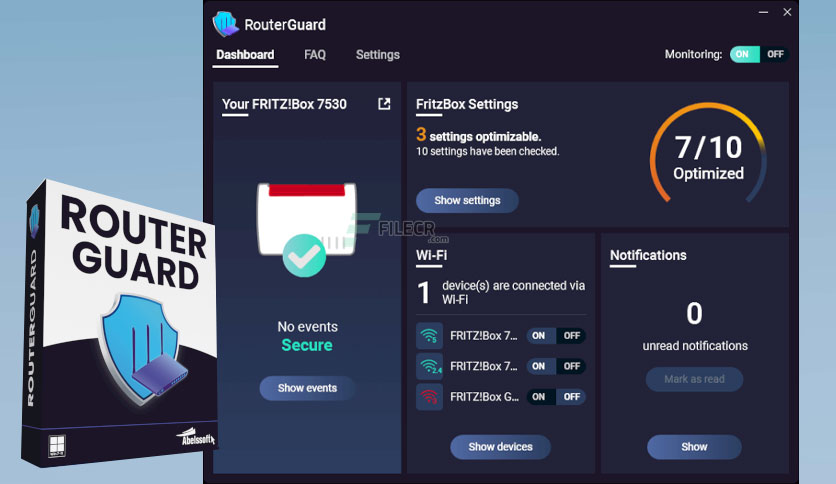 RouterGuard
Dashboard FAQ Settings
Monitoring: ON OFF
Your FRITZ!Box 7530
No events
Secure
Show events
FritzBox Settings
3 settings optimizable.
10 settings have been checked.
Show settings
7/10
Optimized
FILECR
.com
Wi-Fi
1 device(s) are connected via
Wi-Fi
FRITZ!Box 7... ON OFF
FRITZ!Box 7... ON OFF
FRITZ!Box G... ON OFF
Show devices
Notifications
0
unread notifications
Mark as read
Show
ROUTER
GUARD
ROUTERGUARD
Abelssoft